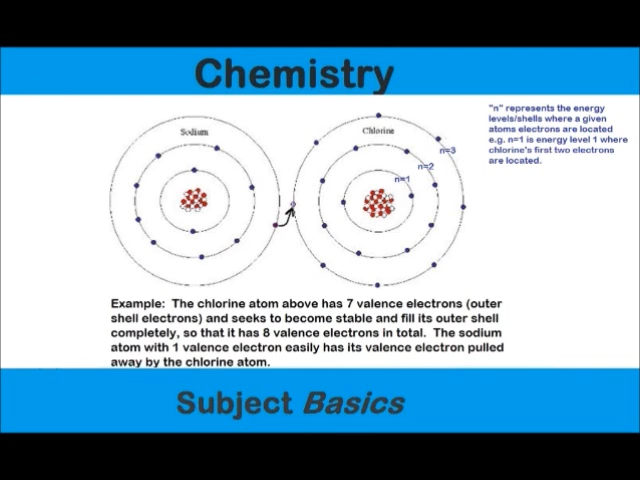 Chemistry
Sodium
Chlorine
n=3
n=2
n=1
"n" represents the energy
levels/shells where a given
atoms electrons are located
e.g. n=1 is energy level 1 where
chlorine's first two electrons
are located.
Example: The chlorine atom above has 7 valence electrons (outer
shell electrons) and seeks to become stable and fill its outer shell
completely, so that it has 8 valence electrons in total. The sodium
atom with 1 valence electron easily has its valence electron pulled
away by the chlorine atom.
Subject Basics